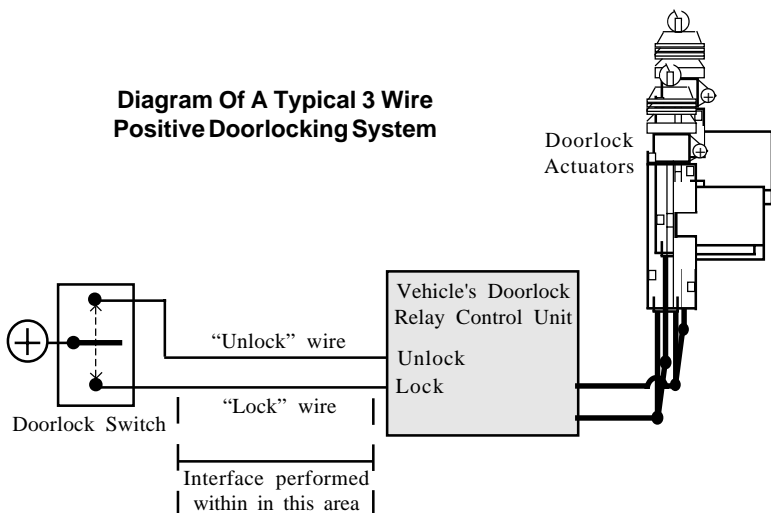 Diagram Of A Typical 3 Wire
Positive Doorlocking System
Doorlock
Actuators
Vehicle's Doorlock
Relay Control Unit
“Unlock” wire
Unlock
Lock
“Lock” wire
Doorlock Switch
Interface performed
within in this area